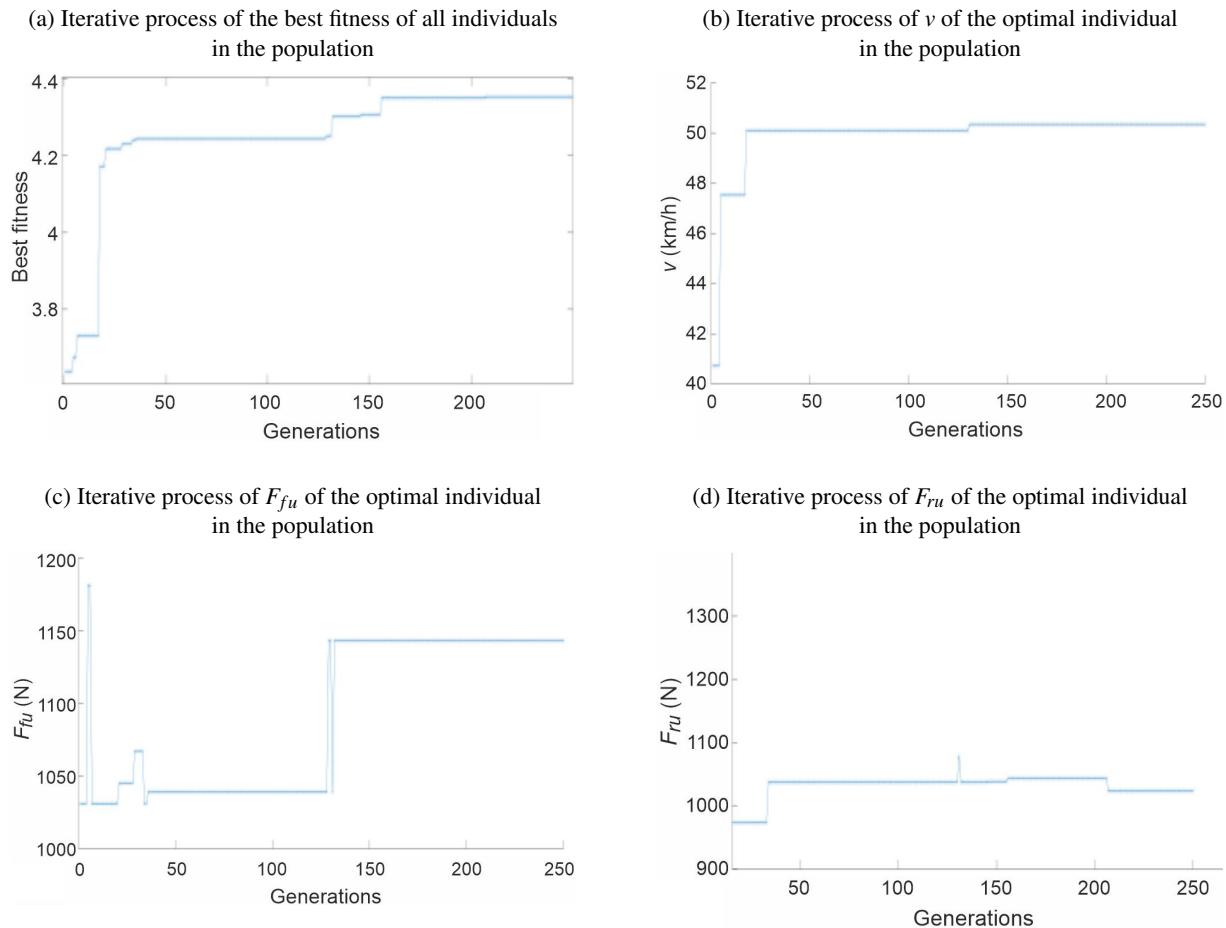 (a) Iterative process of the best fitness of all individuals
in the population
4.4
4.2
4
3.8
Best fitness
0 50 100 150 200
Generations
(b) Iterative process of v of the optimal individual
in the population
52
50
48
46
44
42
40
v (km/h)
0 50 100 150 200 250
Generations
(c) Iterative process of Ffu of the optimal individual
in the population
1200
1150
1100
1050
1000
Ffu (N)
0 50 100 150 200 250
Generations
(d) Iterative process of Fru of the optimal individual
in the population
1300
1200
1100
1000
900
Fru (N)
50 100 150 200 250
Generations